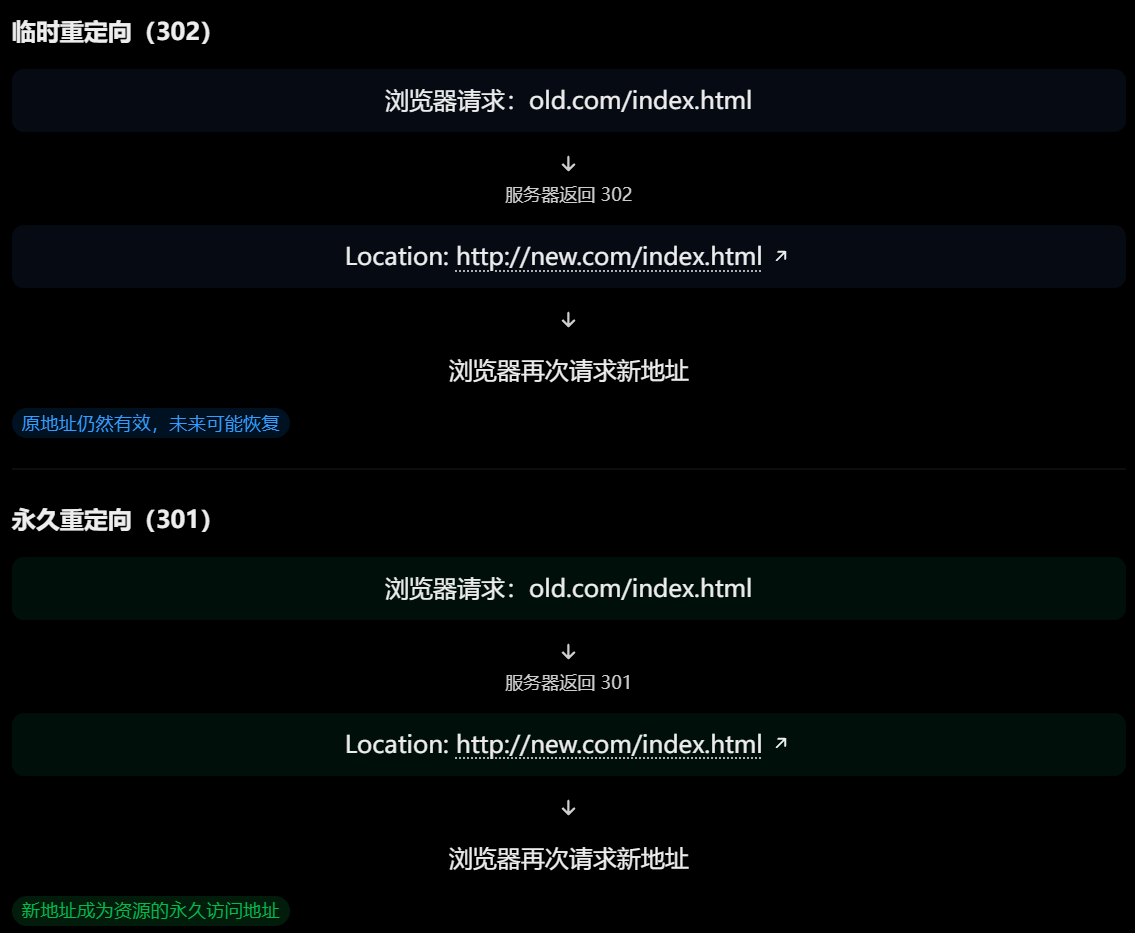 临时重定向（302）
浏览器请求：old.com/index.html
↓
服务器返回 302
Location: http://new.com/index.html ↗
↓
浏览器再次请求新地址
原地址仍然有效，未来可能恢复
永久重定向（301）
浏览器请求：old.com/index.html
↓
服务器返回 301
Location: http://new.com/index.html ↗
↓
浏览器再次请求新地址
新地址成为资源的永久访问地址